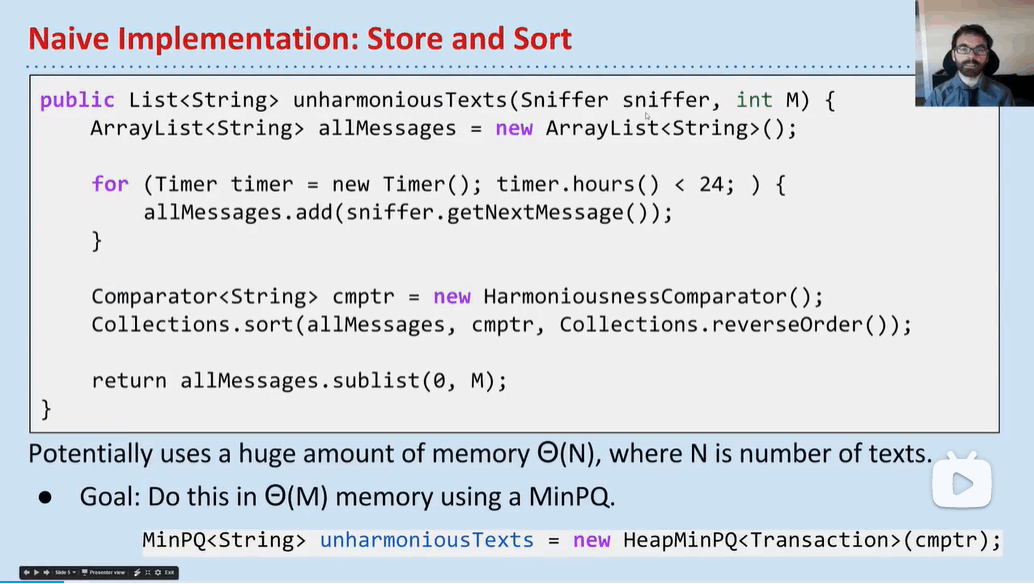 Naive Implementation: Store and Sort
public List<String> unharmoniousTexts(Sniffer sniffer, int M) {
ArrayList<String> allMessages = new ArrayList<String>();
for (Timer timer = new Timer(); timer.hours() < 24; ) {
allMessages.add(sniffer.getNextMessage());
}
Comparator<String> cmptr = new HarmoniousnessComparator();
Collections.sort(allMessages, cmptr, Collections.reverseOrder());
return allMessages.sublist(0, M);
}
Potentially uses a huge amount of memory Θ(N), where N is number of texts.
● Goal: Do this in Θ(M) memory using a MinPQ.
MinPQ<String> unharmoniousTexts = new HeapMinPQ<Transaction>(cmptr);
Slide 5 Presenter view Exit